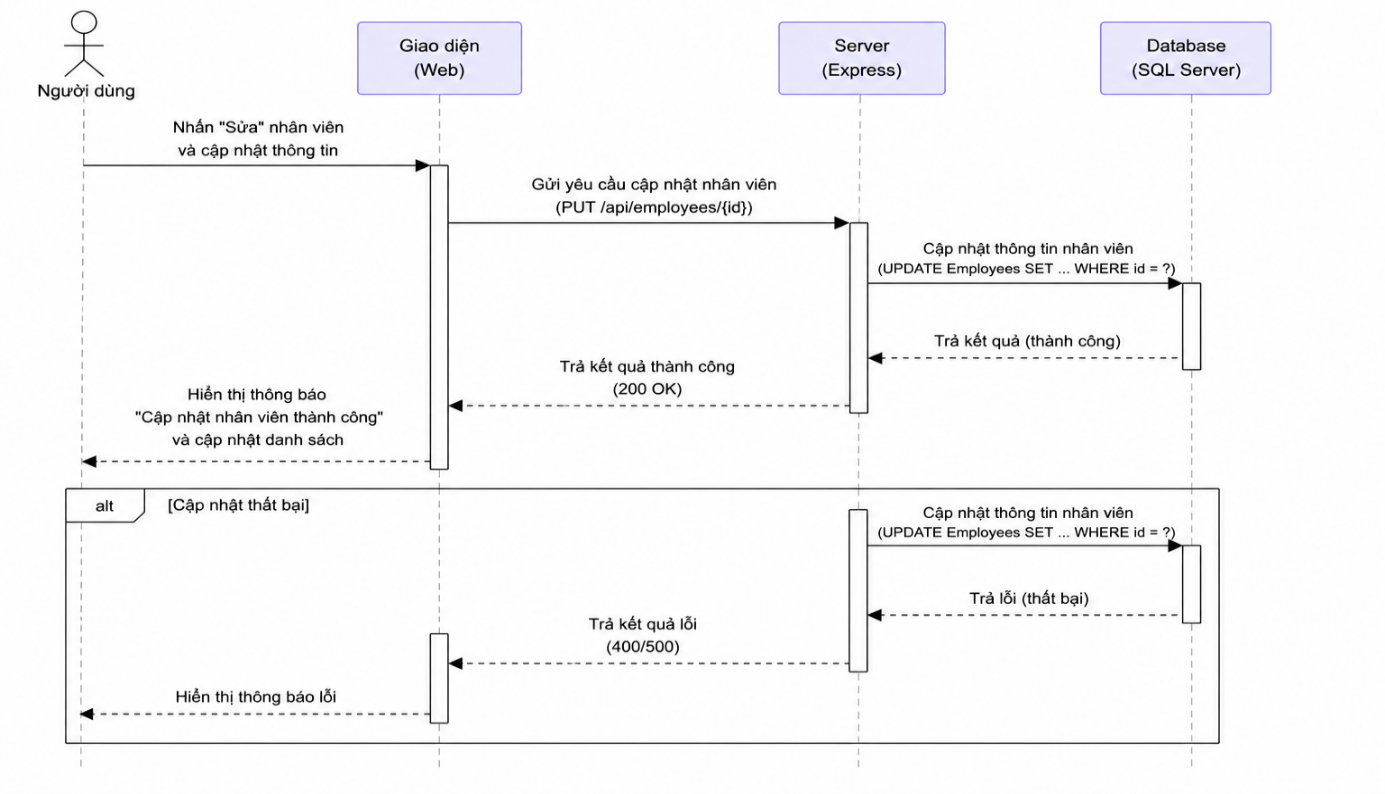 Người dùng
Giao diện
(Web)
Server
(Express)
Database
(SQL Server)
Nhấn "Sửa" nhân viên
và cập nhật thông tin
Gửi yêu cầu cập nhật nhân viên
(PUT /api/employees/{id})
Cập nhật thông tin nhân viên
(UPDATE Employees SET ... WHERE id = ?)
Trả kết quả (thành công)
Trả kết quả thành công
(200 OK)
Hiển thị thông báo
"Cập nhật nhân viên thành công"
và cập nhật danh sách
alt
[Cập nhật thất bại]
Cập nhật thông tin nhân viên
(UPDATE Employees SET ... WHERE id = ?)
Trả lỗi (thất bại)
Trả kết quả lỗi
(400/500)
Hiển thị thông báo lỗi